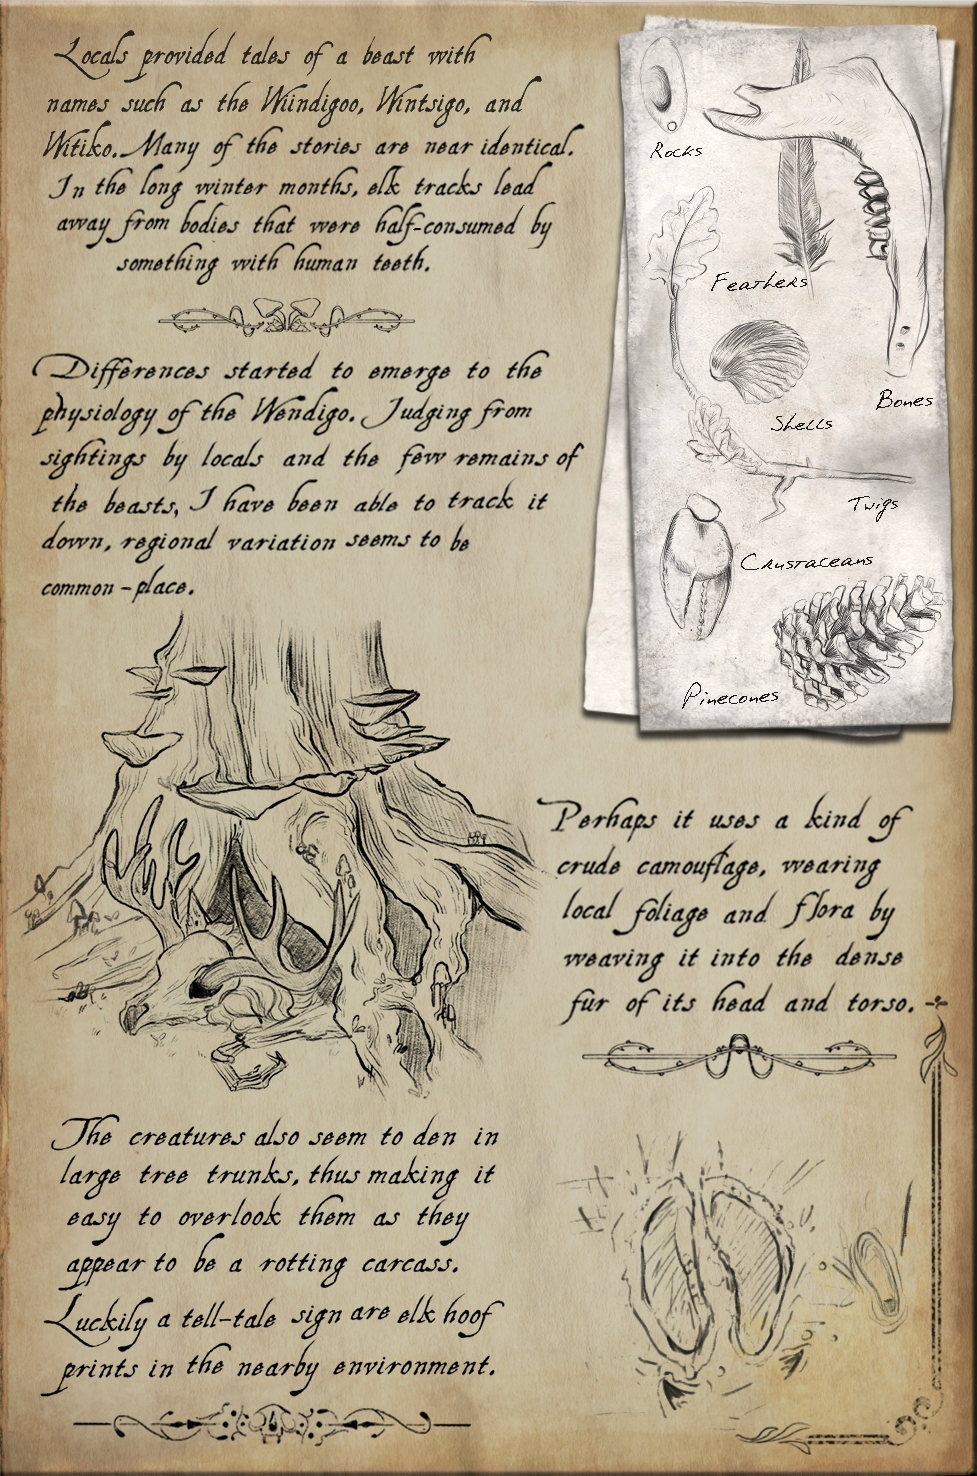 Locals provided tales of a beast with
names such as the Wiindigoo, Wintsigo, and
Witiko. Many of the stories are near identical.
In the long winter months, elk tracks lead
away from bodies that were half-consumed by
something with human teeth.
Differences started to emerge to the
physiology of the Wendigo. Judging from
sightings by locals and the few remains of
the beasts, I have been able to track it
down, regional variation seems to be
common-place.
Rocks
Feathers
Bones
Shells
Twigs
Crustaceans
Pinecones
Perhaps it uses a kind of
crude camouflage, wearing
local foliage and flora by
weaving it into the dense
fur of its head and torso.
The creatures also seem to den in
large tree trunks, thus making it
easy to overlook them as they
appear to be a rotting carcass.
Luckily a tell-tale sign are elk hoof
prints in the nearby environment.